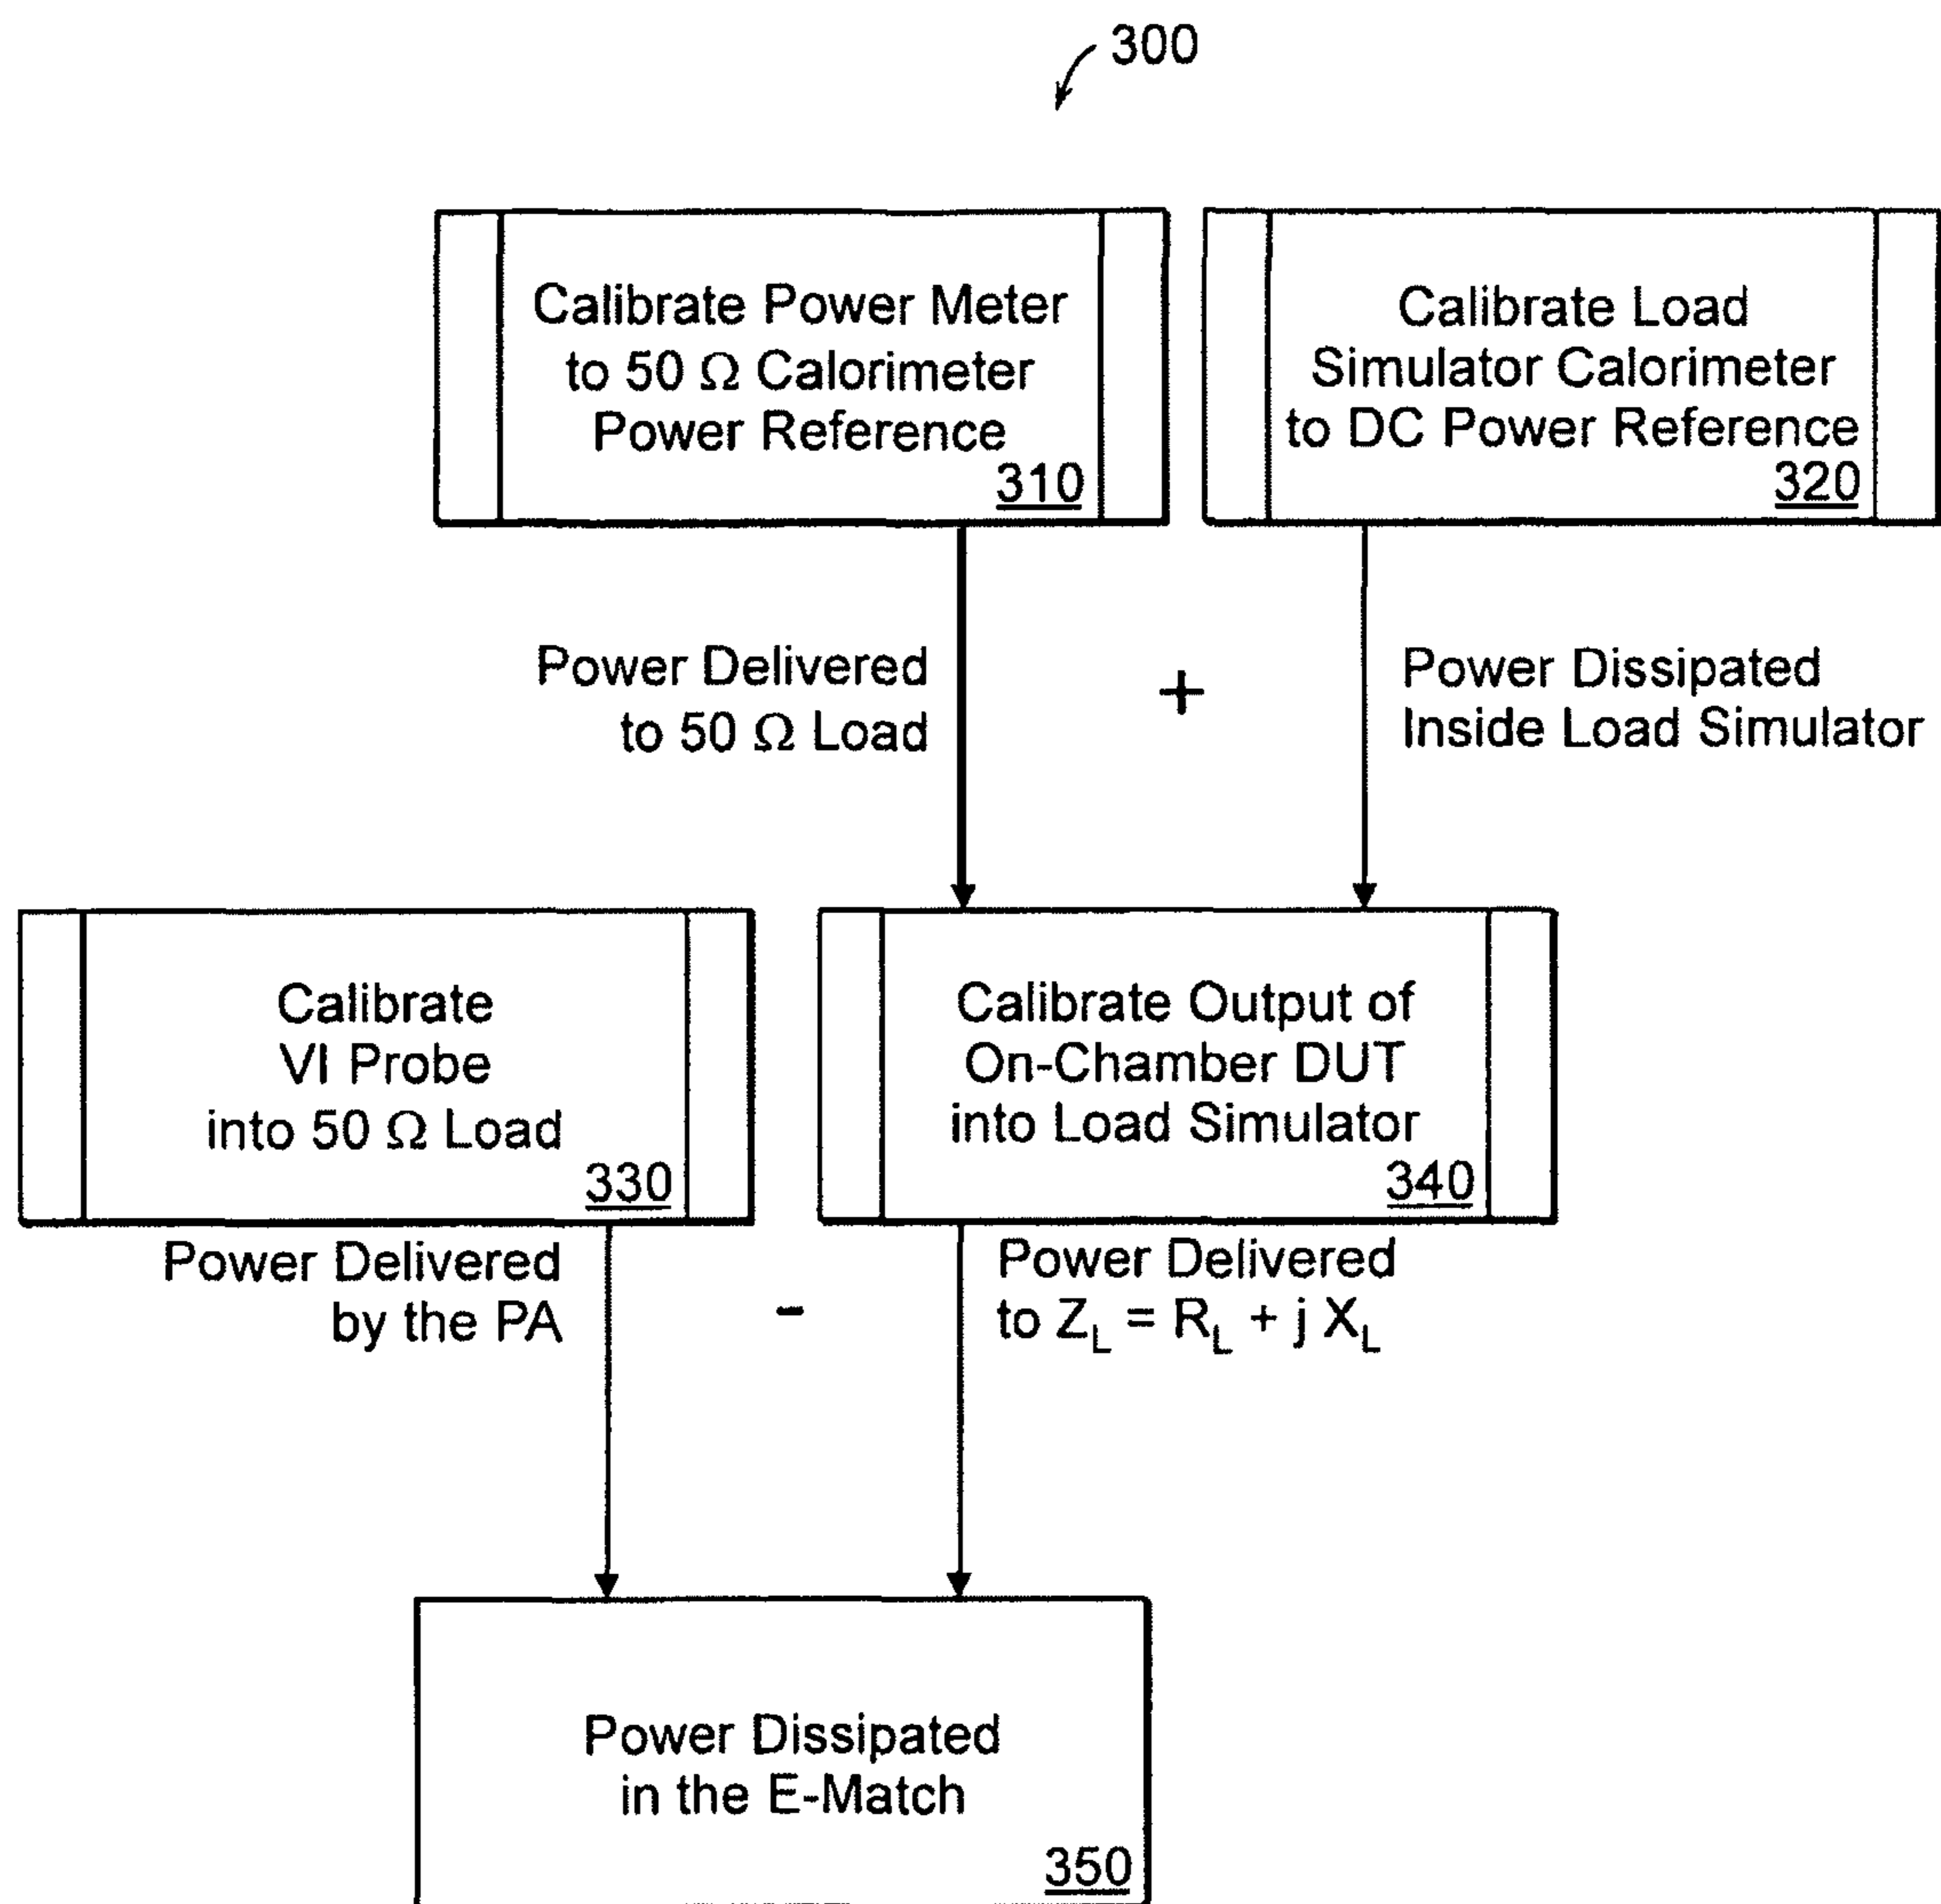 300
Calibrate Power Meter
to 50 Ω Calorimeter
Power Reference
310
Calibrate Load
Simulator Calorimeter
to DC Power Reference
320
Power Delivered
to 50 Ω Load
+
Power Dissipated
Inside Load Simulator
Calibrate
VI Probe
into 50 Ω Load
330
Calibrate Output of
On-Chamber DUT
into Load Simulator
340
Power Delivered
by the PA
-
Power Delivered
to Z_L = R_L + j X_L
Power Dissipated
in the E-Match
350